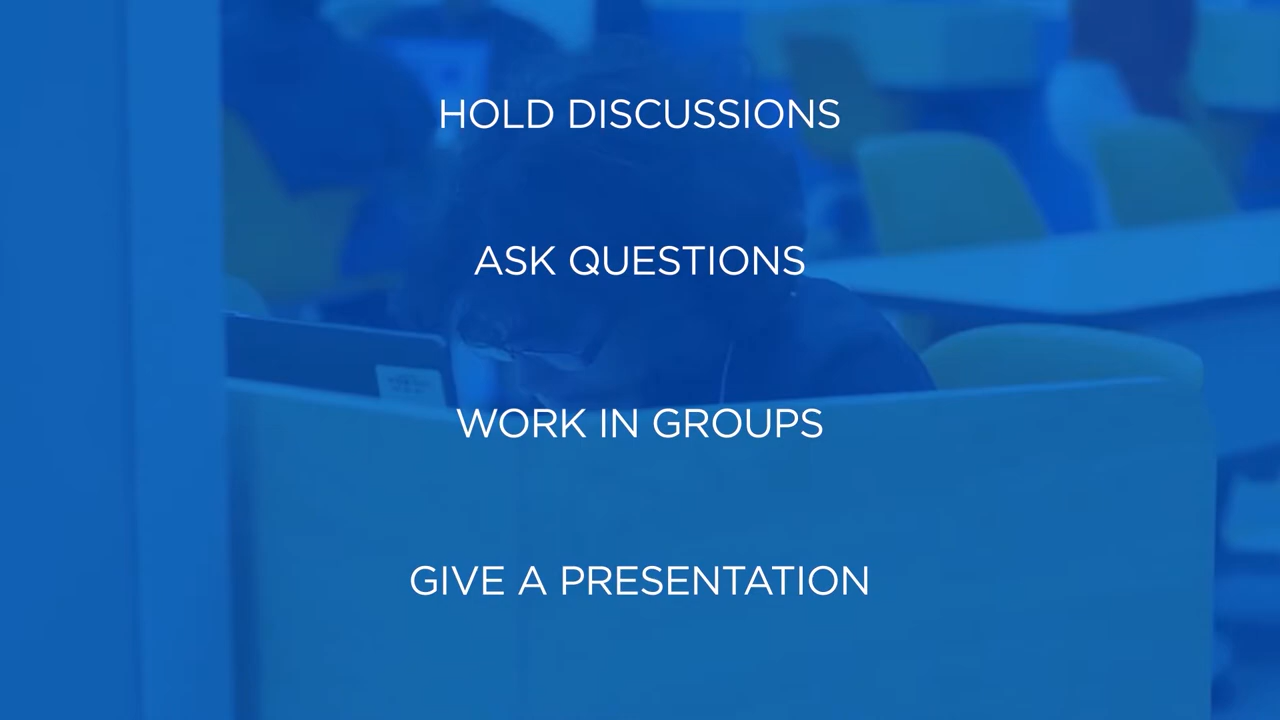 HOLD DISCUSSIONS
ASK QUESTIONS
WORK IN GROUPS
GIVE A PRESENTATION